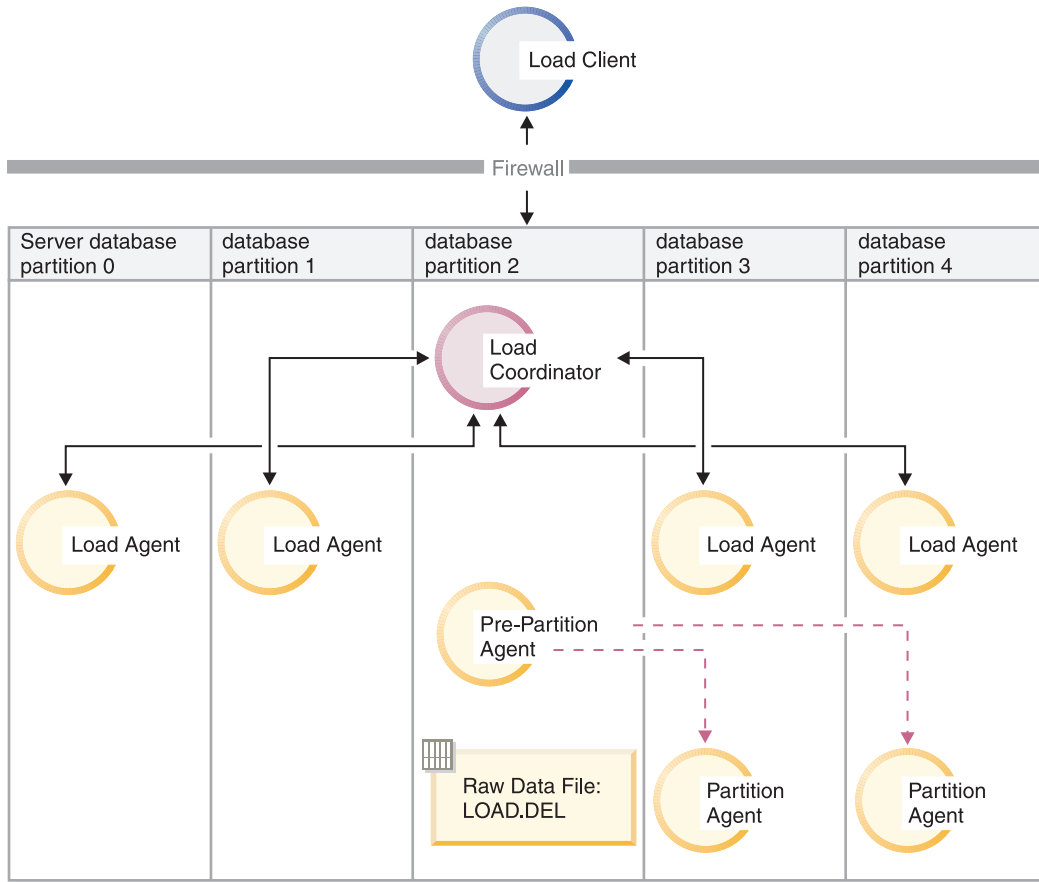 Load Client
Firewall
Server database
partition 0
database
partition 1
database
partition 2
database
partition 3
database
partition 4
Load
Coordinator
Load Agent
Load Agent
Load Agent
Load Agent
Pre-Partition
Agent
Raw Data File:
LOAD.DEL
Partition
Agent
Partition
Agent